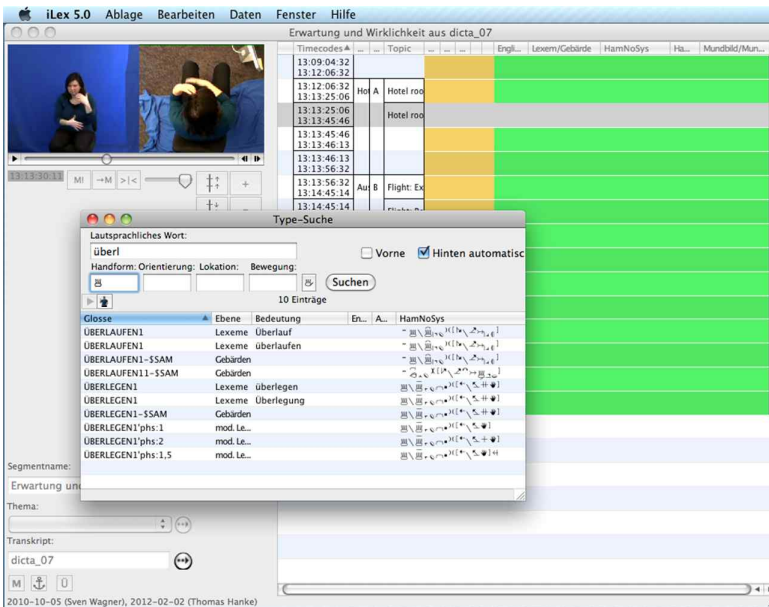 iLex 5.0 Ablage Bearbeiten Daten Fenster Hilfe
Erwartung und Wirklichkeit aus dicta_07
Timecodes ... ... Topic ... ... ... Engli... Lexem/Gebärde HamNoSys Ha... Mundbild/Mun...
13:09:04:32
13:12:06:32
13:12:06:32 Hot A Hotel roo
13:13:25:06
13:13:25:06 Hotel roo
13:13:45:46
13:13:45:46
13:13:46:13
13:13:46:13
13:13:56:32
13:13:56:32 Au: B Flight: Ex
13:14:45:14
13:14:45:14
13:13:30:11 M! →M >|< +
Type-Suche
Lautsprachliches Wort:
überl
Vorne Hinten automatisc
Handform: Orientierung: Lokation: Bewegung:
Suchen
10 Einträge
Glosse Ebene Bedeutung En... A... HamNoSys
ÜBERLAUFEN1 Lexeme Überlauf
ÜBERLAUFEN1 Lexeme überlaufen
ÜBERLAUFEN1-$SAM Gebärden
ÜBERLAUFEN11-$SAM Gebärden
ÜBERLEGEN1 Lexeme überlegen
ÜBERLEGEN1 Lexeme Überlegung
ÜBERLEGEN1-$SAM Gebärden
ÜBERLEGEN1'phs:1 mod. Le...
ÜBERLEGEN1'phs:2 mod. Le...
ÜBERLEGEN1'phs:1,5 mod. Le...
Segmentname:
Erwartung und
Thema:
Transkript:
dicta_07
M Ü
2010-10-05 (Sven Wagner), 2012-02-02 (Thomas Hanke)